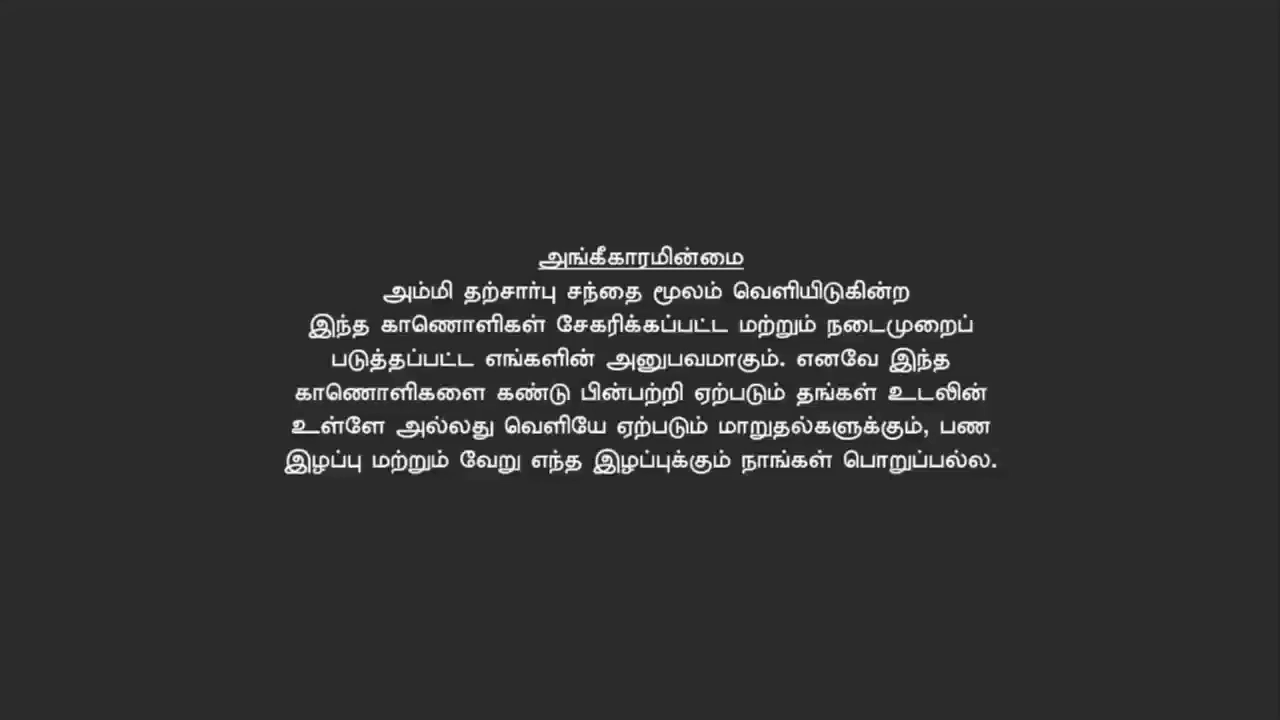 அங்கீகாரமின்மை
அம்மி தற்சார்பு சந்தை மூலம் வெளியிடுகின்ற
இந்த காணொளிகள் சேகரிக்கப்பட்ட மற்றும் நடைமுறைப்
படுத்தப்பட்ட எங்களின் அனுபவமாகும். எனவே இந்த
காணொளிகளை கண்டு பின்பற்றி ஏற்படும் தங்கள் உடலின்
உள்ளே அல்லது வெளியே ஏற்படும் மாறுதல்களுக்கும், பண
இழப்பு மற்றும் வேறு எந்த இழப்புக்கும் நாங்கள் பொறுப்பல்ல.